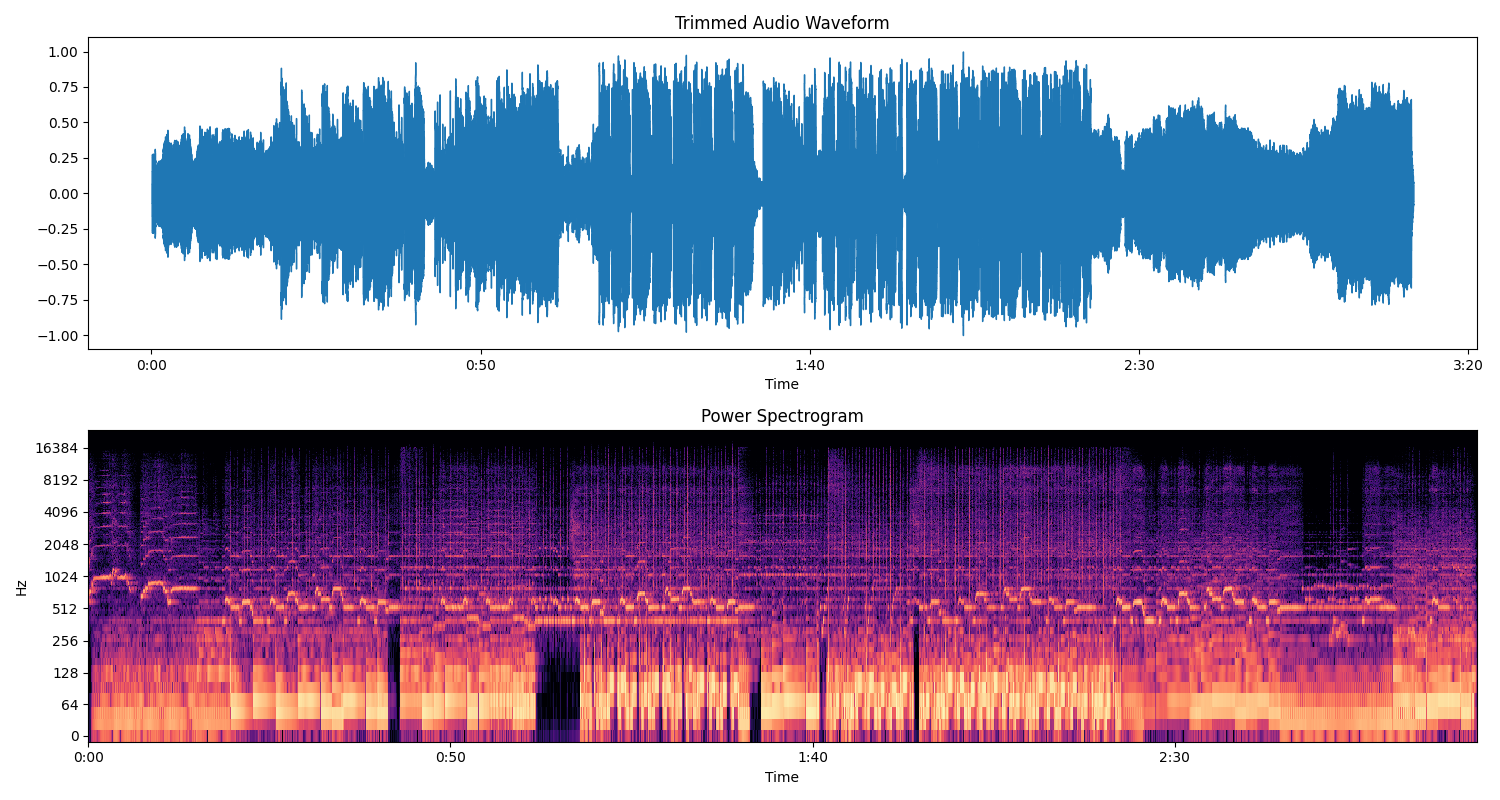 Trimmed Audio Waveform
1.00
0.75
0.50
0.25
0.00
−0.25
−0.50
−0.75
−1.00
0:00 0:50 1:40 2:30 3:20
Time
Power Spectrogram
16384
8192
4096
2048
1024
512
256
128
64
0
Hz
0:00 0:50 1:40 2:30
Time